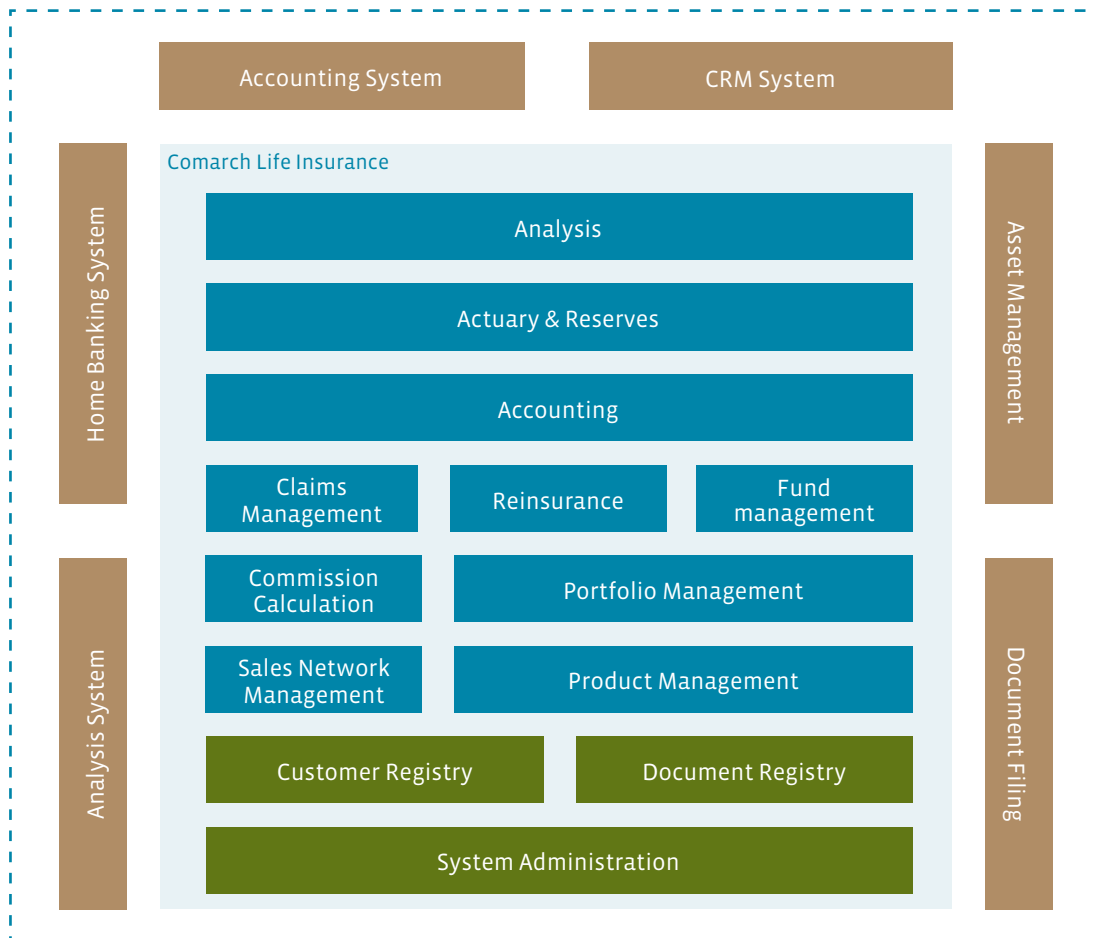 Accounting System
CRM System
Home Banking System
Comarch Life Insurance
Analysis
Actuary & Reserves
Accounting
Claims
Management
Reinsurance
Fund
management
Asset Management
Analysis System
Commission
Calculation
Portfolio Management
Sales Network
Management
Product Management
Customer Registry
Document Registry
System Administration
Document Filing